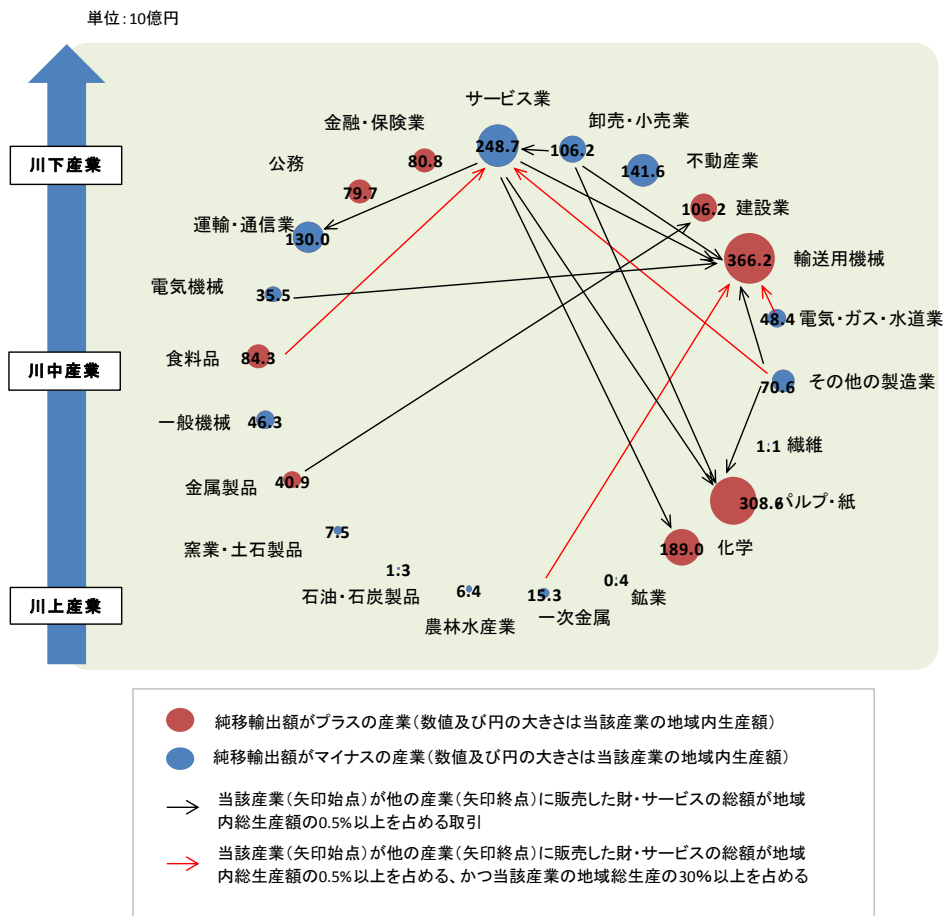 単位：10億円
サービス業
卸売・小売業
金融・保険業
248.7
106.2
川下産業
80.8
不動産業
141.6
公務
79.7
106.2
建設業
運輸・通信業
130.0
366.2
輸送用機械
電気機械
35.5
48.4
電気・ガス・水道業
川中産業
食料品
84.3
70.6
その他の製造業
一般機械
46.3
1.1
繊維
金属製品
40.9
308.6
パルプ・紙
7.5
窯業・土石製品
189.0
化学
1.3
石油・石炭製品
川上産業
6.4
農林水産業
15.3
一次金属
0.4
鉱業
純移輸出額がプラスの産業（数値及び円の大きさは当該産業の地域内生産額）
純移輸出額がマイナスの産業（数値及び円の大きさは当該産業の地域内生産額）
当該産業（矢印始点）が他の産業（矢印終点）に販売した財・サービスの総額が地域
内総生産額の0.5%以上を占める取引
当該産業（矢印始点）が他の産業（矢印終点）に販売した財・サービスの総額が地域
内総生産額の0.5%以上を占める、かつ当該産業の地域総生産の30%以上を占める